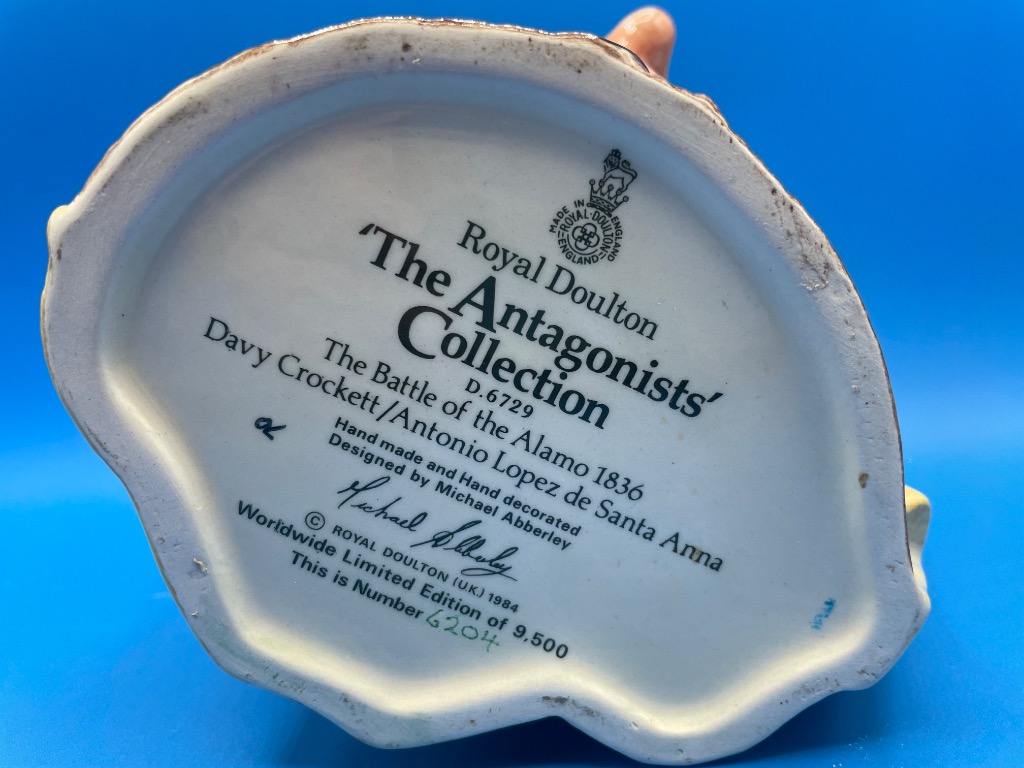 MADE IN ENGLAND
ROYAL·DOULTON
ENGLAND
Royal Doulton
'The Antagonists'
Collection
D.6729
The Battle of the Alamo 1836
Davy Crockett/Antonio Lopez de Santa Anna
Hand made and Hand decorated
Designed by Michael Abberley
Michael Abberley
© ROYAL DOULTON (U.K.) 1984
Worldwide Limited Edition of 9,500
This is Number 6204